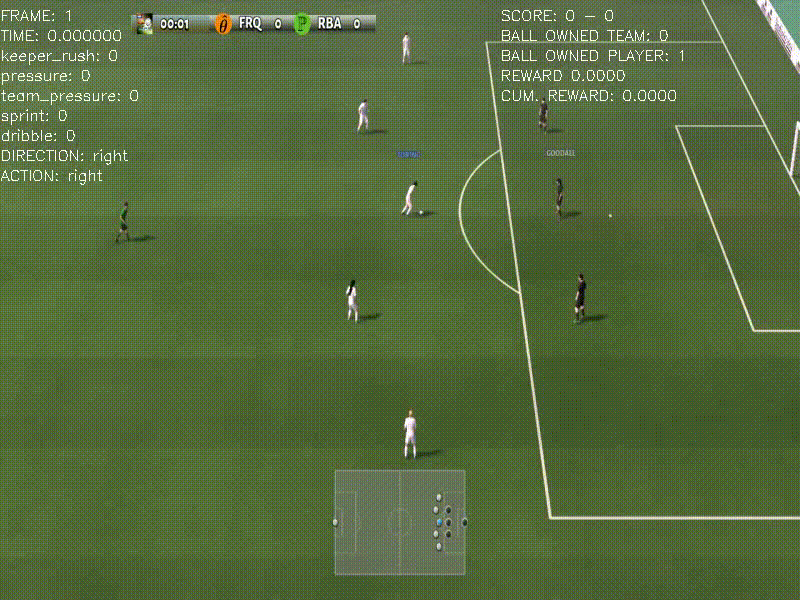 FRAME: 1
TIME: 0.000000
keeper_rush: 0
pressure: 0
team_pressure: 0
sprint: 0
dribble: 0
DIRECTION: right
ACTION: right
00:01 FRQ 0 RBA 0
SCORE: 0 - 0
BALL OWNED TEAM: 0
BALL OWNED PLAYER: 1
REWARD 0.0000
CUM. REWARD: 0.0000
GOODALL